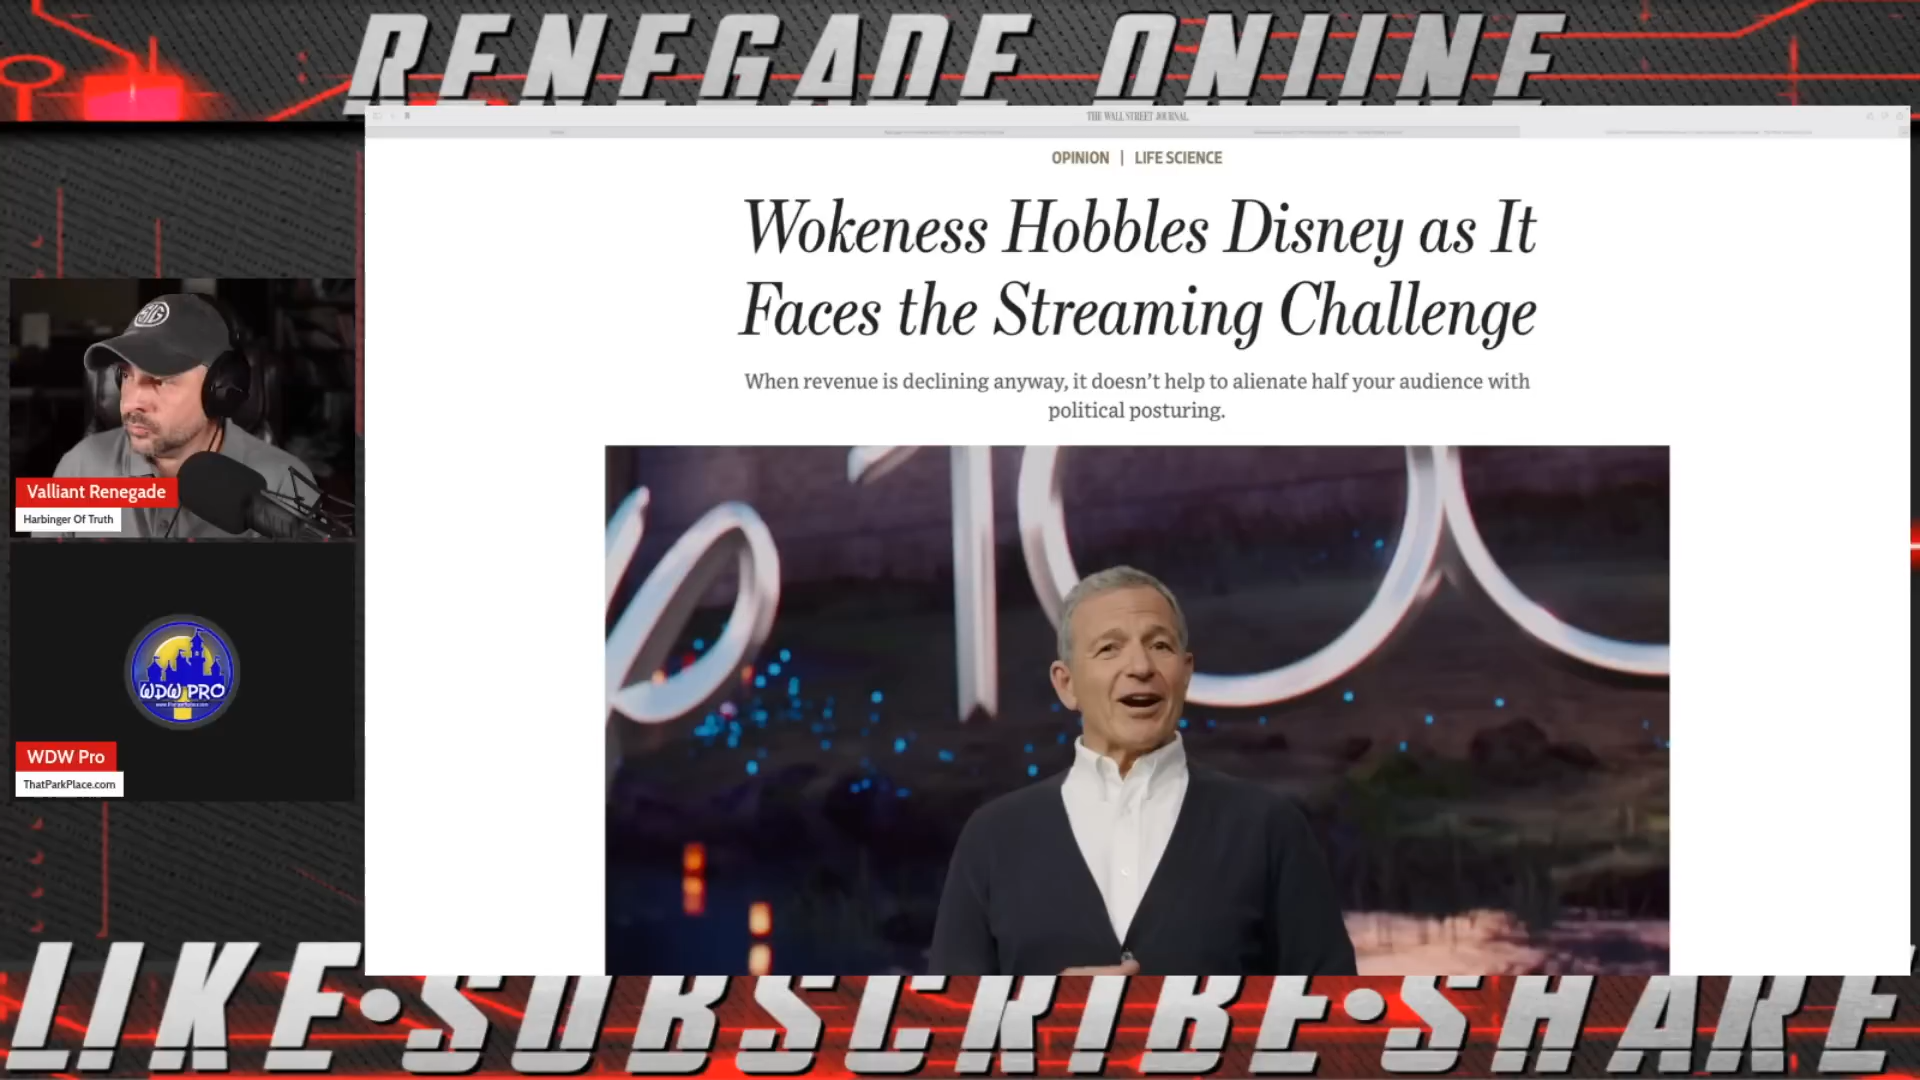 RENEGADE ONLINE
THE WALL STREET JOURNAL.
OPINION | LIFE SCIENCE
Wokeness Hobbles Disney as It
Faces the Streaming Challenge
When revenue is declining anyway, it doesn't help to alienate half your audience with
political posturing.
SIG
Valliant Renegade
Harbinger Of Truth
WDW PRO
WDW Pro
ThatParkPlace.com
LIKE•SUBSCRIBE•SHARE